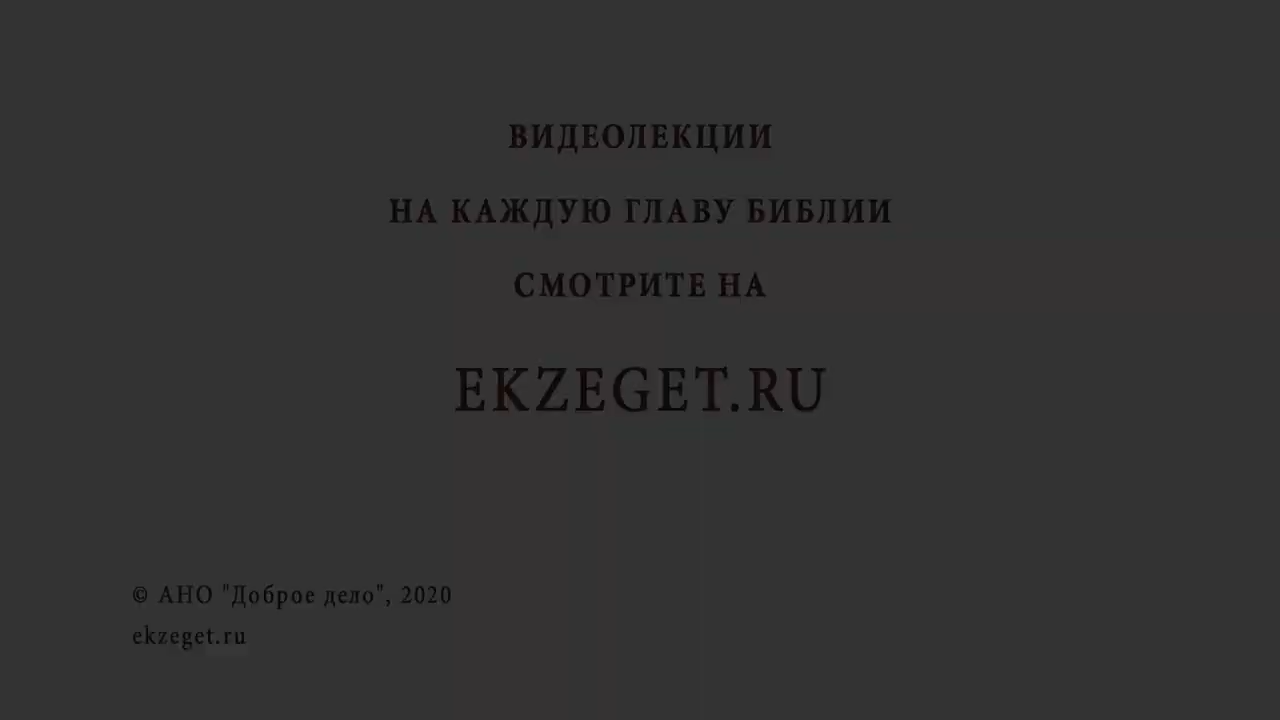 ВИДЕОЛЕКЦИИ
НА КАЖДУЮ ГЛАВУ БИБЛИИ
СМОТРИТЕ НА
EKZEGET.RU
© АНО "Доброе дело", 2020
ekzeget.ru